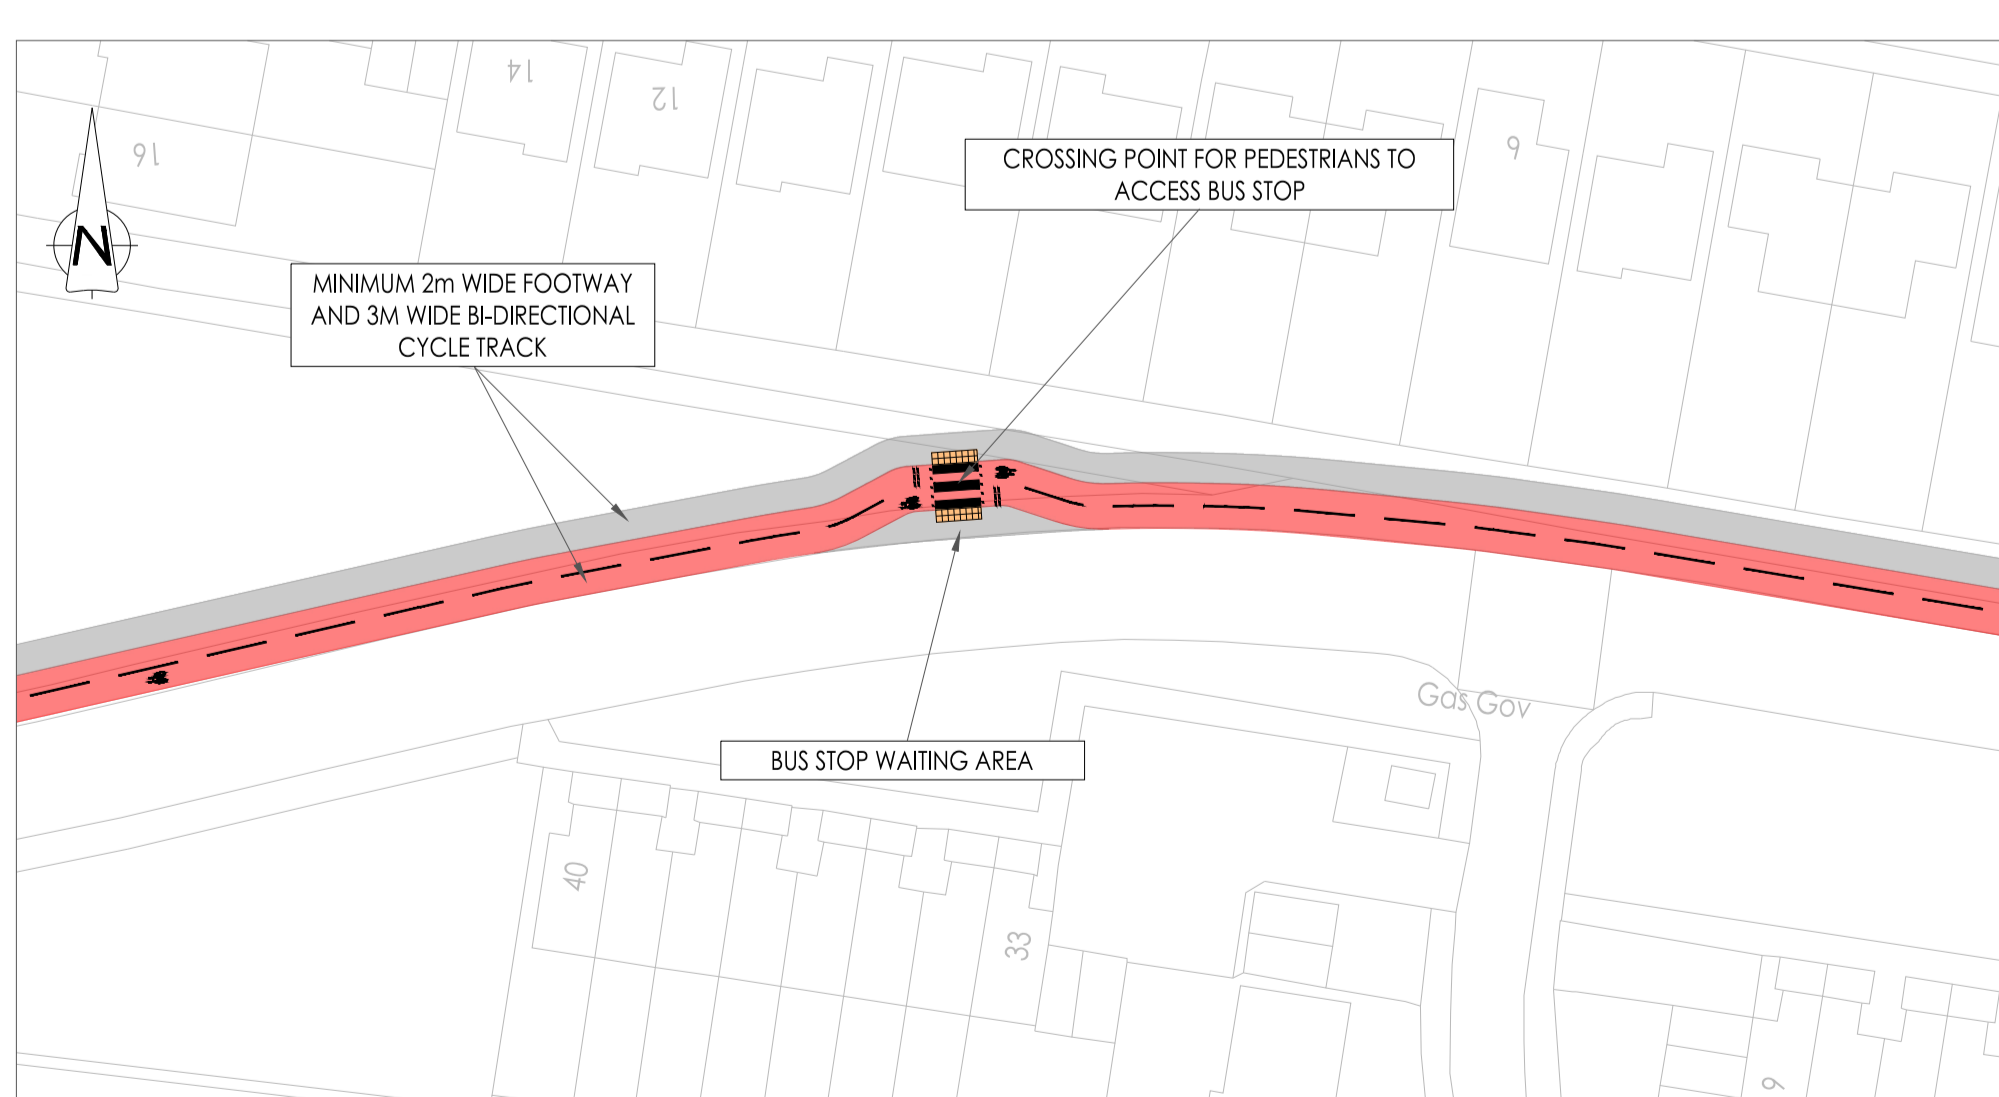 14
12
16
CROSSING POINT FOR PEDESTRIANS TO
ACCESS BUS STOP
6
N
MINIMUM 2m WIDE FOOTWAY
AND 3M WIDE BI-DIRECTIONAL
CYCLE TRACK
Gas Gov
BUS STOP WAITING AREA
40
33